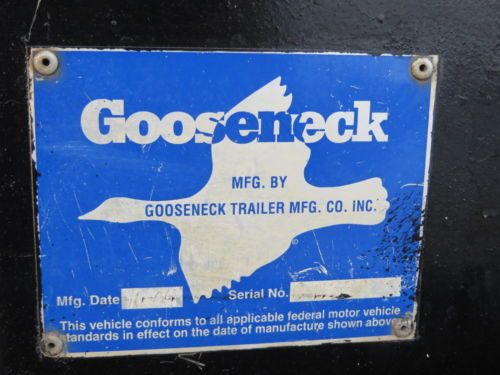 Gooseneck
MFG. BY
GOOSENECK TRAILER MFG. CO. INC.
Mfg. Date
Serial No.
This vehicle conforms to all applicable federal motor vehicle
standards in effect on the date of manufacture shown above